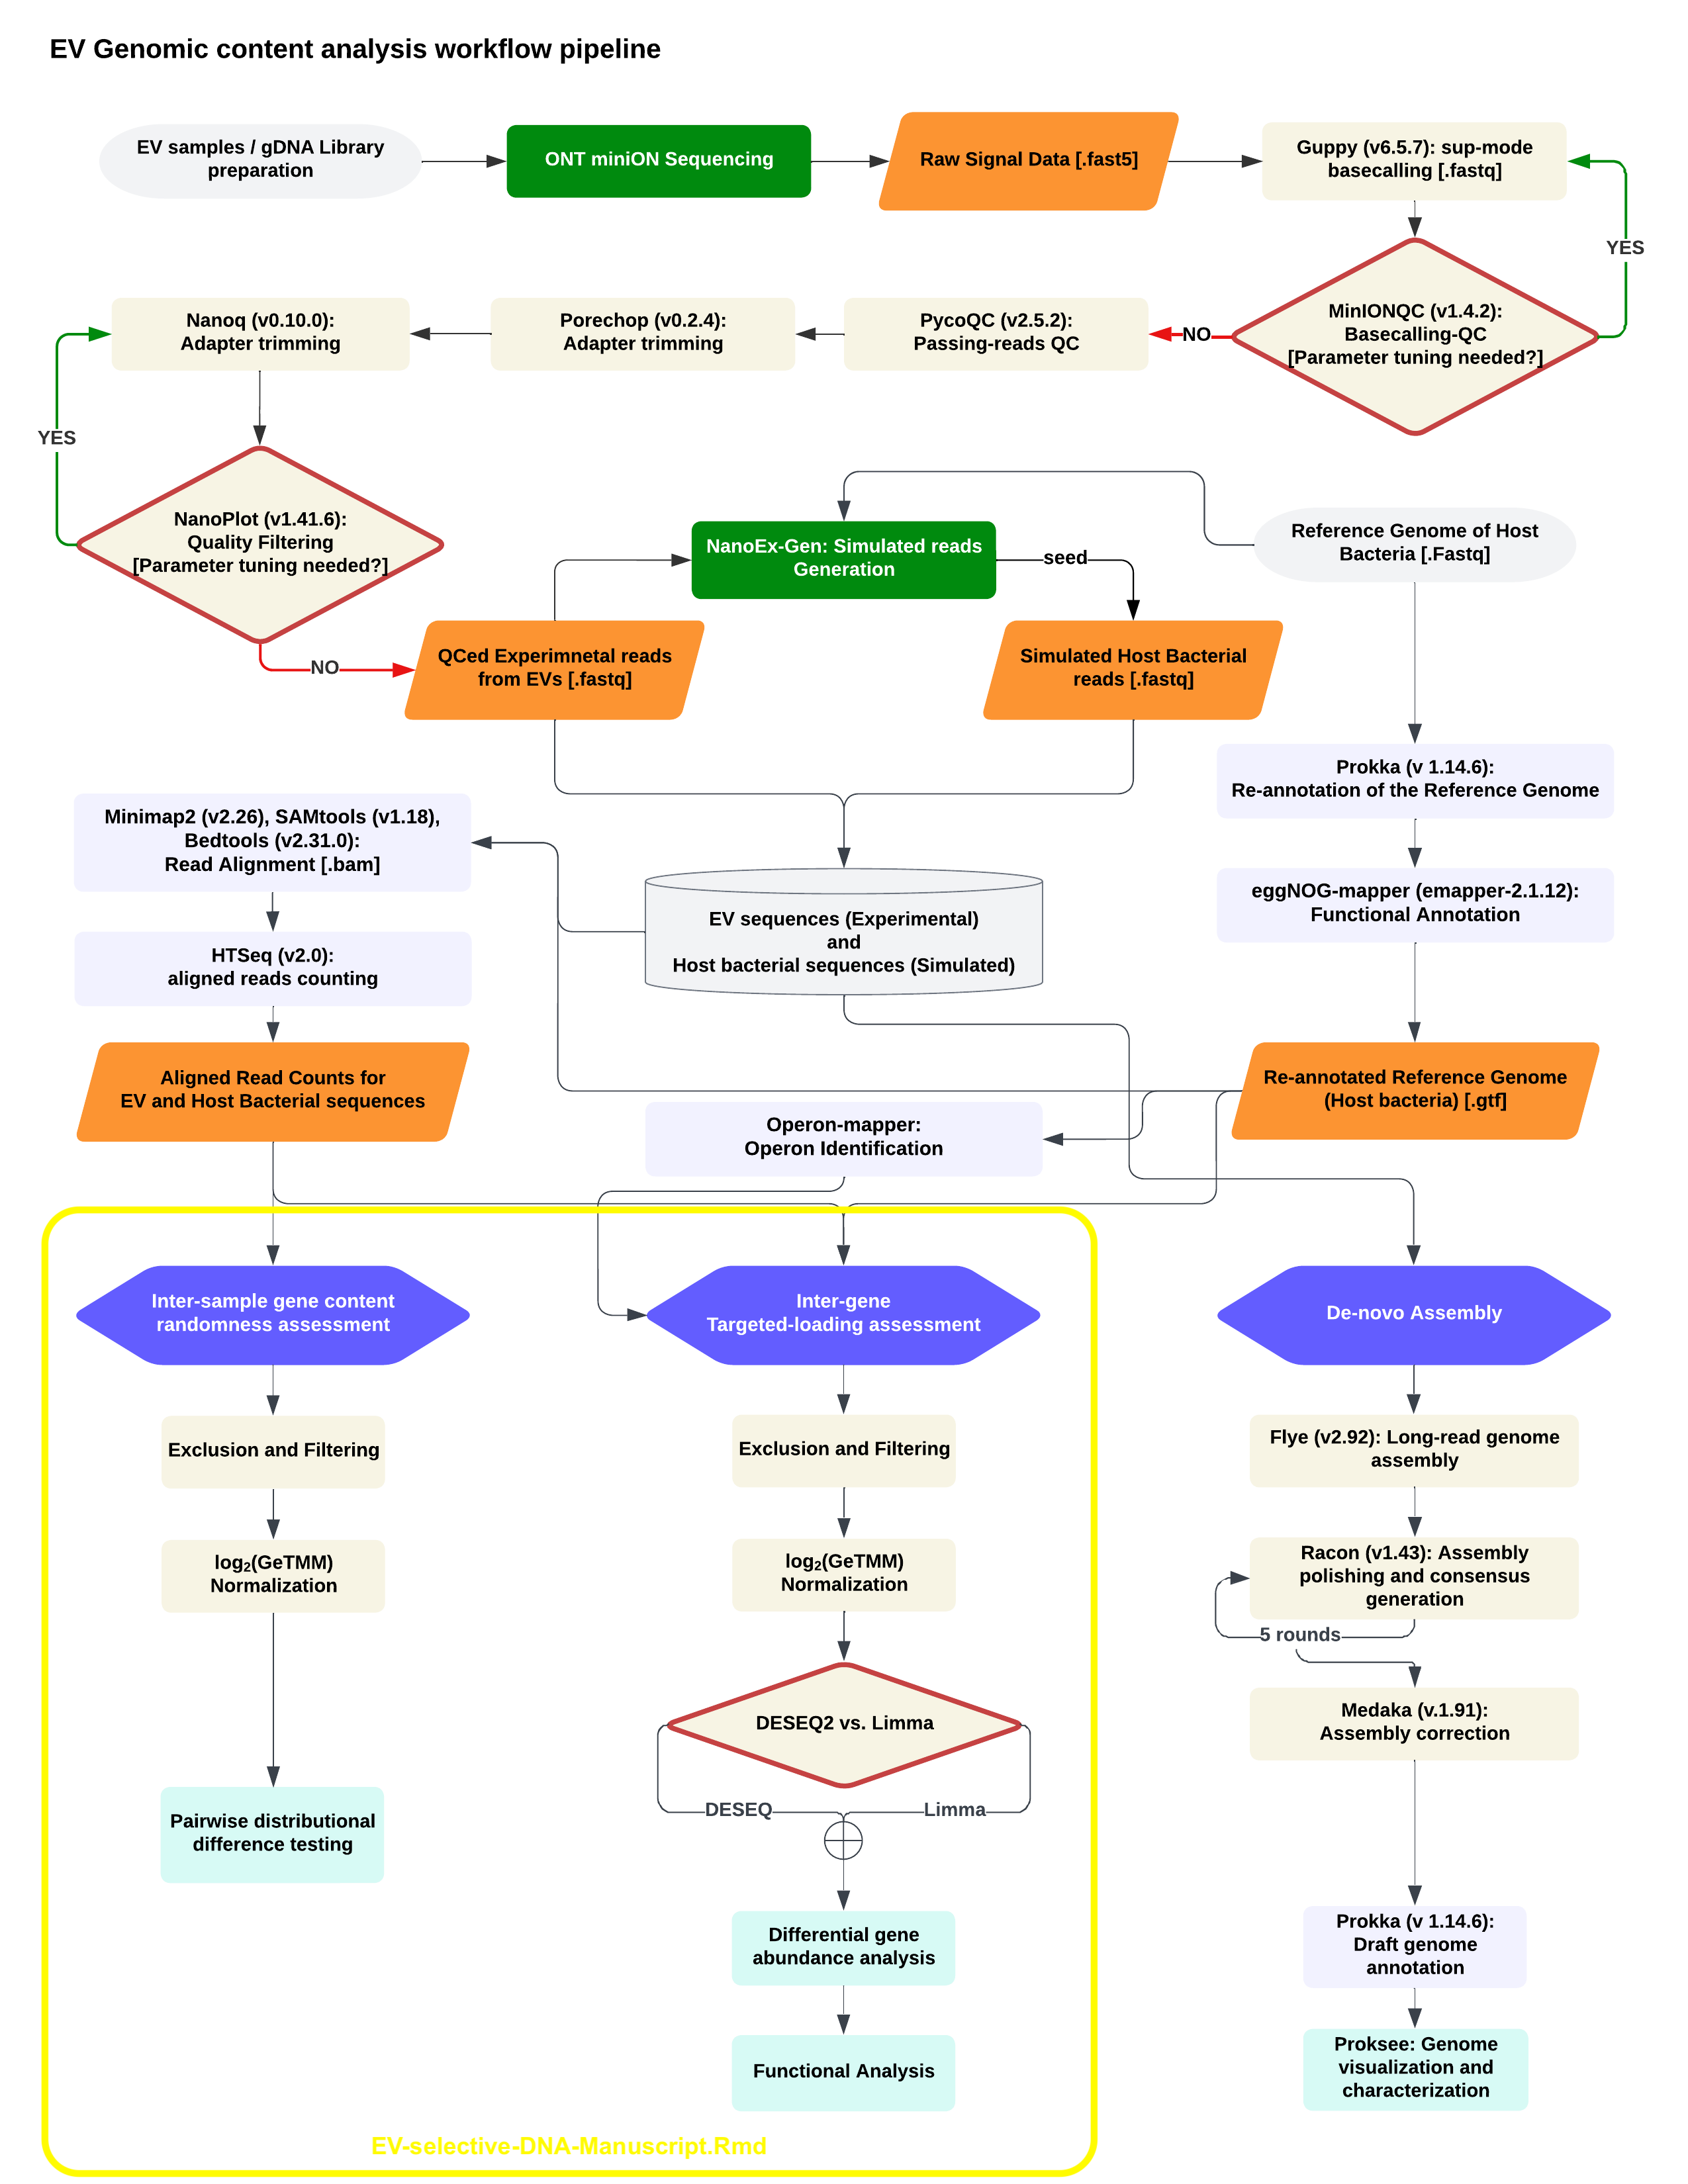 EV Genomic content analysis workflow pipeline
EV samples / gDNA Library
preparation
ONT miniON Sequencing
Raw Signal Data [.fast5]
Guppy (v6.5.7): sup-mode
basecalling [.fastq]
YES
MinIONQC (v1.4.2):
Basecalling-QC
[Parameter tuning needed?]
NO
PycoQC (v2.5.2):
Passing-reads QC
Porechop (v0.2.4):
Adapter trimming
Nanoq (v0.10.0):
Adapter trimming
YES
NanoPlot (v1.41.6):
Quality Filtering
[Parameter tuning needed?]
NO
NanoEx-Gen: Simulated reads
Generation
seed
Reference Genome of Host
Bacteria [.Fastq]
QCed Experimnetal reads
from EVs [.fastq]
Simulated Host Bacterial
reads [.fastq]
Prokka (v 1.14.6):
Re-annotation of the Reference Genome
Minimap2 (v2.26), SAMtools (v1.18),
Bedtools (v2.31.0):
Read Alignment [.bam]
EV sequences (Experimental)
and
Host bacterial sequences (Simulated)
eggNOG-mapper (emapper-2.1.12):
Functional Annotation
HTSeq (v2.0):
aligned reads counting
Aligned Read Counts for
EV and Host Bacterial sequences
Re-annotated Reference Genome
(Host bacteria) [.gtf]
Operon-mapper:
Operon Identification
Inter-sample gene content
randomness assessment
Inter-gene
Targeted-loading assessment
De-novo Assembly
Exclusion and Filtering
Exclusion and Filtering
Flye (v2.92): Long-read genome
assembly
log₂(GeTMM)
Normalization
log₂(GeTMM)
Normalization
Racon (v1.43): Assembly
polishing and consensus
generation
5 rounds
DESEQ2 vs. Limma
Medaka (v.1.91):
Assembly correction
DESEQ
Limma
Pairwise distributional
difference testing
Differential gene
abundance analysis
Prokka (v 1.14.6):
Draft genome
annotation
Functional Analysis
Proksee: Genome
visualization and
characterization
EV-selective-DNA-Manuscript.Rmd